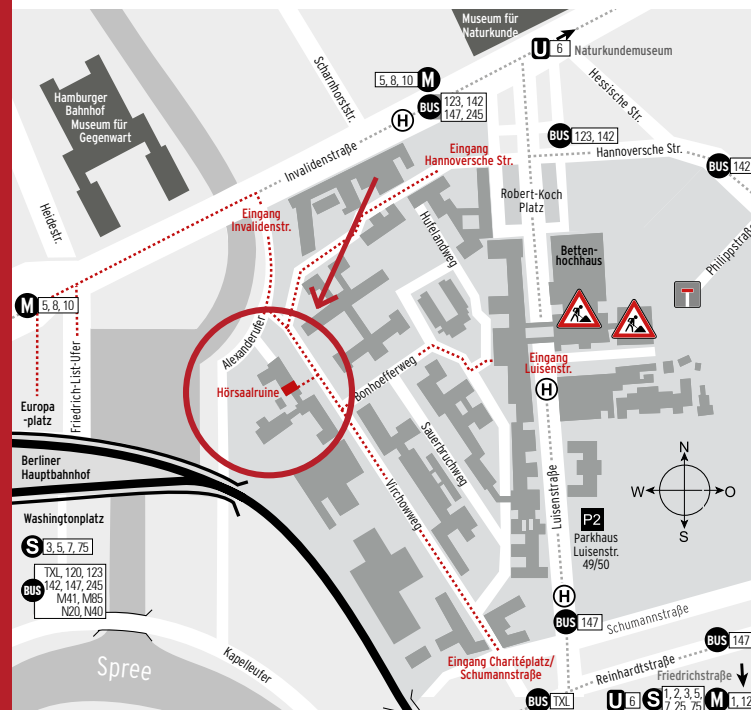 Museum für
Naturkunde
U 6 Naturkundemuseum
Scharnhorststr.
5, 8, 10 M
BUS 123, 142
147, 245
H
Hessische Str.
Hamburger
Bahnhof
Museum für
Gegenwart
BUS 123, 142
Invalidenstraße
Eingang
Hannoversche Str.
Hannoversche Str.
BUS 142
Heidestr.
Eingang
Invalidenstr.
Hufelandweg
Robert-Koch
Platz
Betten-
hochhaus
Philippstraße
M 5, 8, 10
Alexanderufer
Friedrich-List-Ufer
Hörsaalruine
Bonhoefferweg
Eingang
Luisenstr.
H
Europa
-platz
Sauerbruchweg
Berliner
Hauptbahnhof
Virchowweg
Luisenstraße
N
W
O
S
Washingtonplatz
S 3, 5, 7, 75
P2
Parkhaus
Luisenstr.
49/50
BUS TXL, 120, 123
142, 147, 245
M41, M85
N20, N40
H
BUS 147
Schumannstraße
Spree
Kapelleufer
Eingang Charitéplatz/
Schumannstraße
BUS 147
Reinhardtstraße
Friedrichstraße
BUS TXL
U 6 S 1, 2, 3, 5,
7, 25, 75 M 1, 12